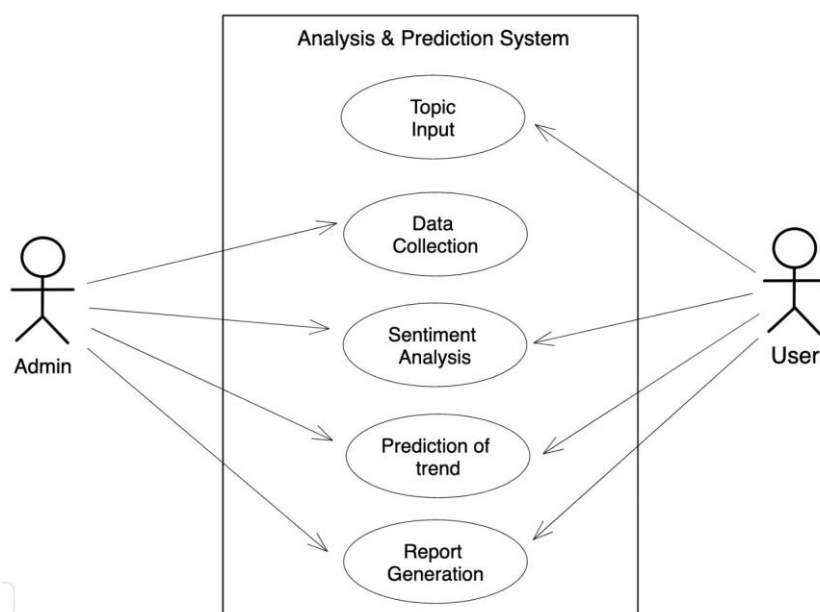 Analysis & Prediction System
Topic
Input
Data
Collection
Sentiment
Analysis
Prediction of
trend
Report
Generation
Admin
User